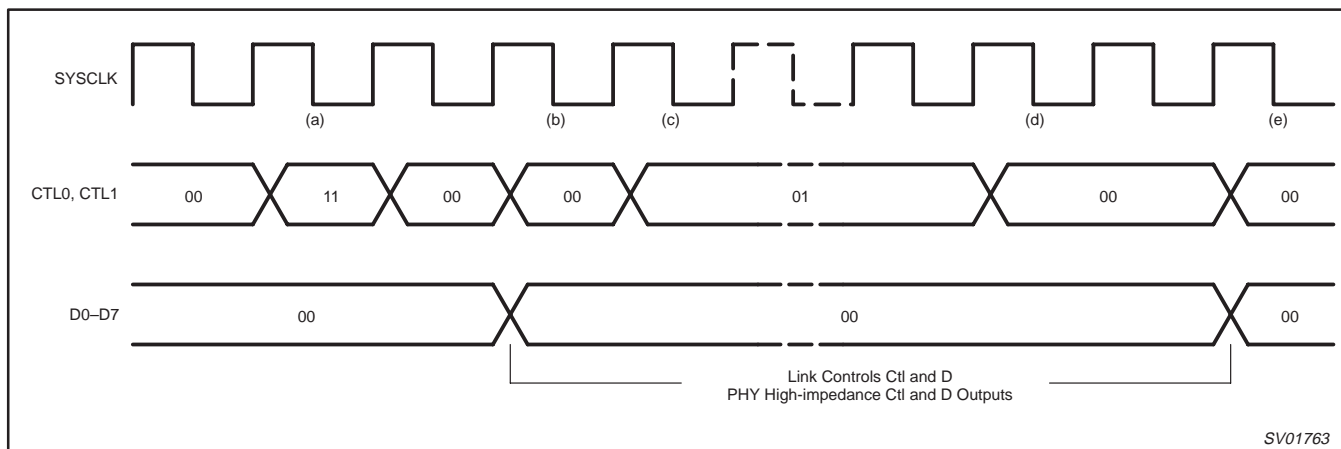 SYSCLK
(a) (b) (c) (d) (e)
CTL0, CTL1 00 11 00 00 01 00 00
D0–D7 00 00 00
Link Controls Ctl and D
PHY High-impedance Ctl and D Outputs
SV01763